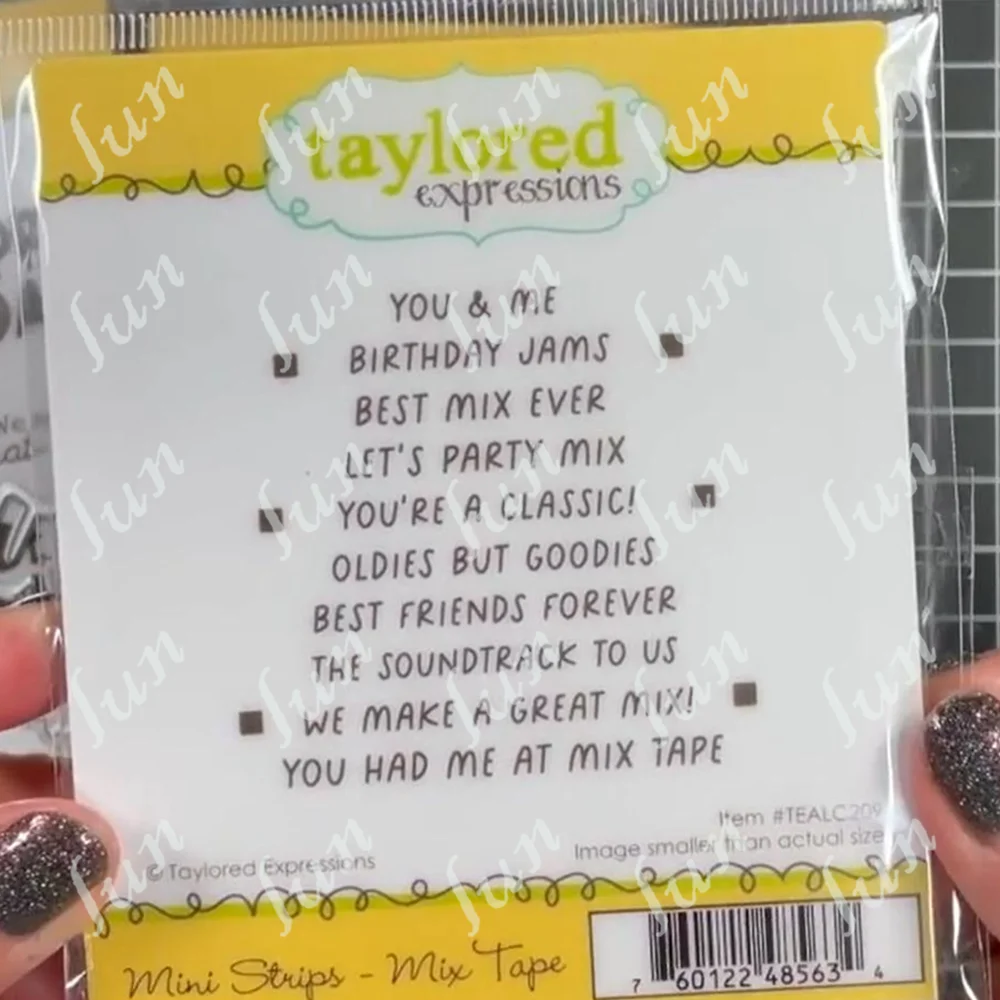 taylored
expressions
YOU & ME
BIRTHDAY JAMS
BEST MIX EVER
LET'S PARTY MIX
YOU'RE A CLASSIC!
OLDIES BUT GOODIES
BEST FRIENDS FOREVER
THE SOUNDTRACK TO US
WE MAKE A GREAT MIX!
YOU HAD ME AT MIX TAPE
Item #TEALC209
Image smaller than actual size
© Taylored Expressions
Mini Strips - Mix Tape
7 60122 48563 4